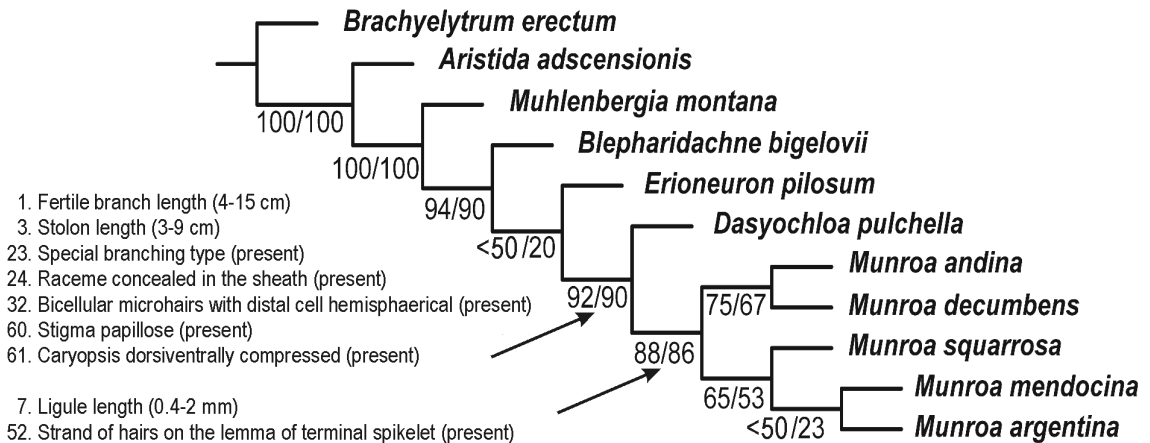 Brachyelytrum erectum
Aristida adscensionis
Muhlenbergia montana
100/100
Blepharidachne bigelovii
100/100
Erioneuron pilosum
1. Fertile branch length (4-15 cm)
94/90
3. Stolon length (3-9 cm)
Dasyochloa pulchella
23. Special branching type (present)
<50/20
24. Raceme concealed in the sheath (present)
Munroa andina
32. Bicellular microhairs with distal cell hemisphaerical (present)
92/90
75/67
Munroa decumbens
60. Stigma papillose (present)
61. Caryopsis dorsiventrally compressed (present)
88/86
Munroa squarrosa
Munroa mendocina
7. Ligule length (0.4-2 mm)
65/53
52. Strand of hairs on the lemma of terminal spikelet (present)
<50/23
Munroa argentina